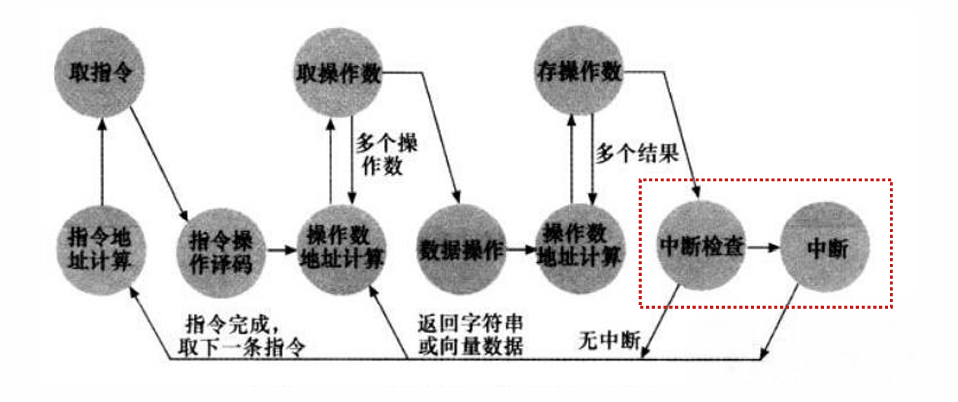 取指令
取操作数
存操作数
多个操
作数
多个结果
指令地
址计算
指令操
作译码
操作数
地址计算
数据操作
操作数
地址计算
中断检查
中断
指令完成，
取下一条指令
返回字符串
或向量数据
无中断